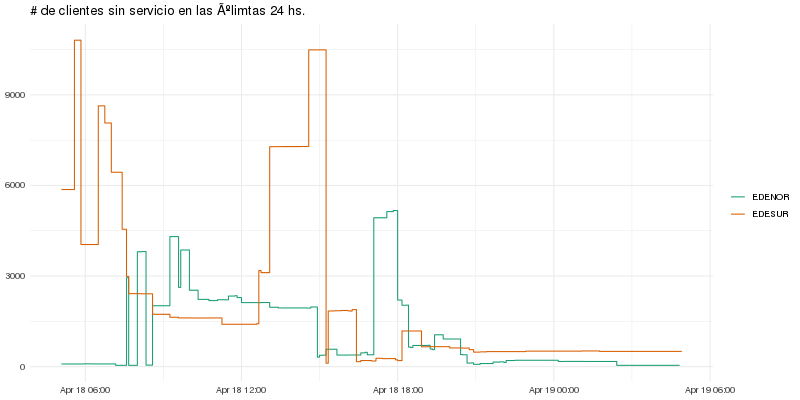 # de clientes sin servicio en las Ãºlimtas 24 hs.
9000
6000
3000
0
Apr 18 06:00
Apr 18 12:00
Apr 18 18:00
Apr 19 00:00
Apr 19 06:00
EDENOR
EDESUR